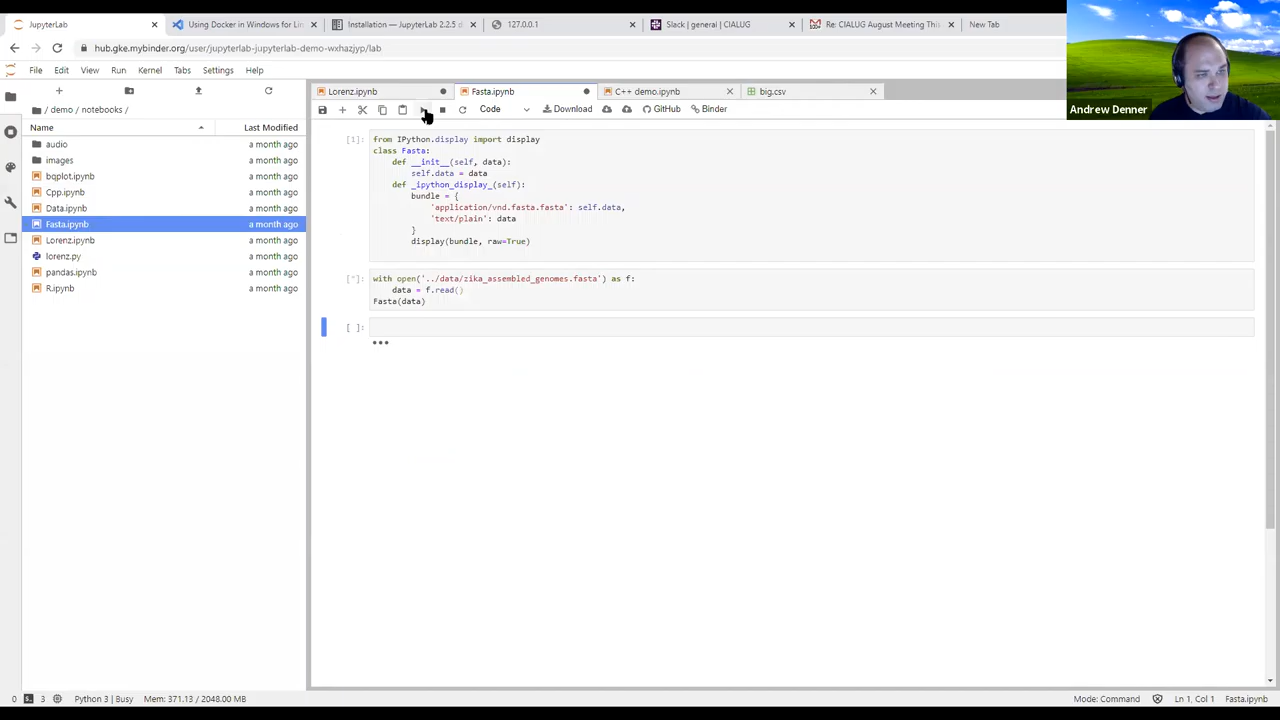 JupyterLab
Using Docker in Windows for Lin
Installation — JupyterLab 2.2.5 d
127.0.0.1
Slack | general | CIALUG
Re: CIALUG August Meeting Thi
New Tab
hub.gke.mybinder.org/user/jupyterlab-jupyterlab-demo-wxhazjyp/lab
File Edit View Run Kernel Tabs Settings Help
Andrew Denner
/ demo / notebooks /
Name Last Modified
audio a month ago
images a month ago
bqplot.ipynb a month ago
Cpp.ipynb a month ago
Data.ipynb a month ago
Fasta.ipynb a month ago
Lorenz.ipynb a month ago
lorenz.py a month ago
pandas.ipynb a month ago
R.ipynb a month ago
Lorenz.ipynb Fasta.ipynb C++ demo.ipynb big.csv
Code Download GitHub Binder
[1]: from IPython.display import display
class Fasta:
def __init__(self, data):
self.data = data
def _ipython_display_(self):
bundle = {
'application/vnd.fasta.fasta': self.data,
'text/plain': data
}
display(bundle, raw=True)
[*]: with open('../data/zika_assembled_genomes.fasta') as f:
data = f.read()
Fasta(data)
[ ]:
•••
0 3 Python 3 | Busy Mem: 371.13 / 2048.00 MB Mode: Command Ln 1, Col 1 Fasta.ipynb